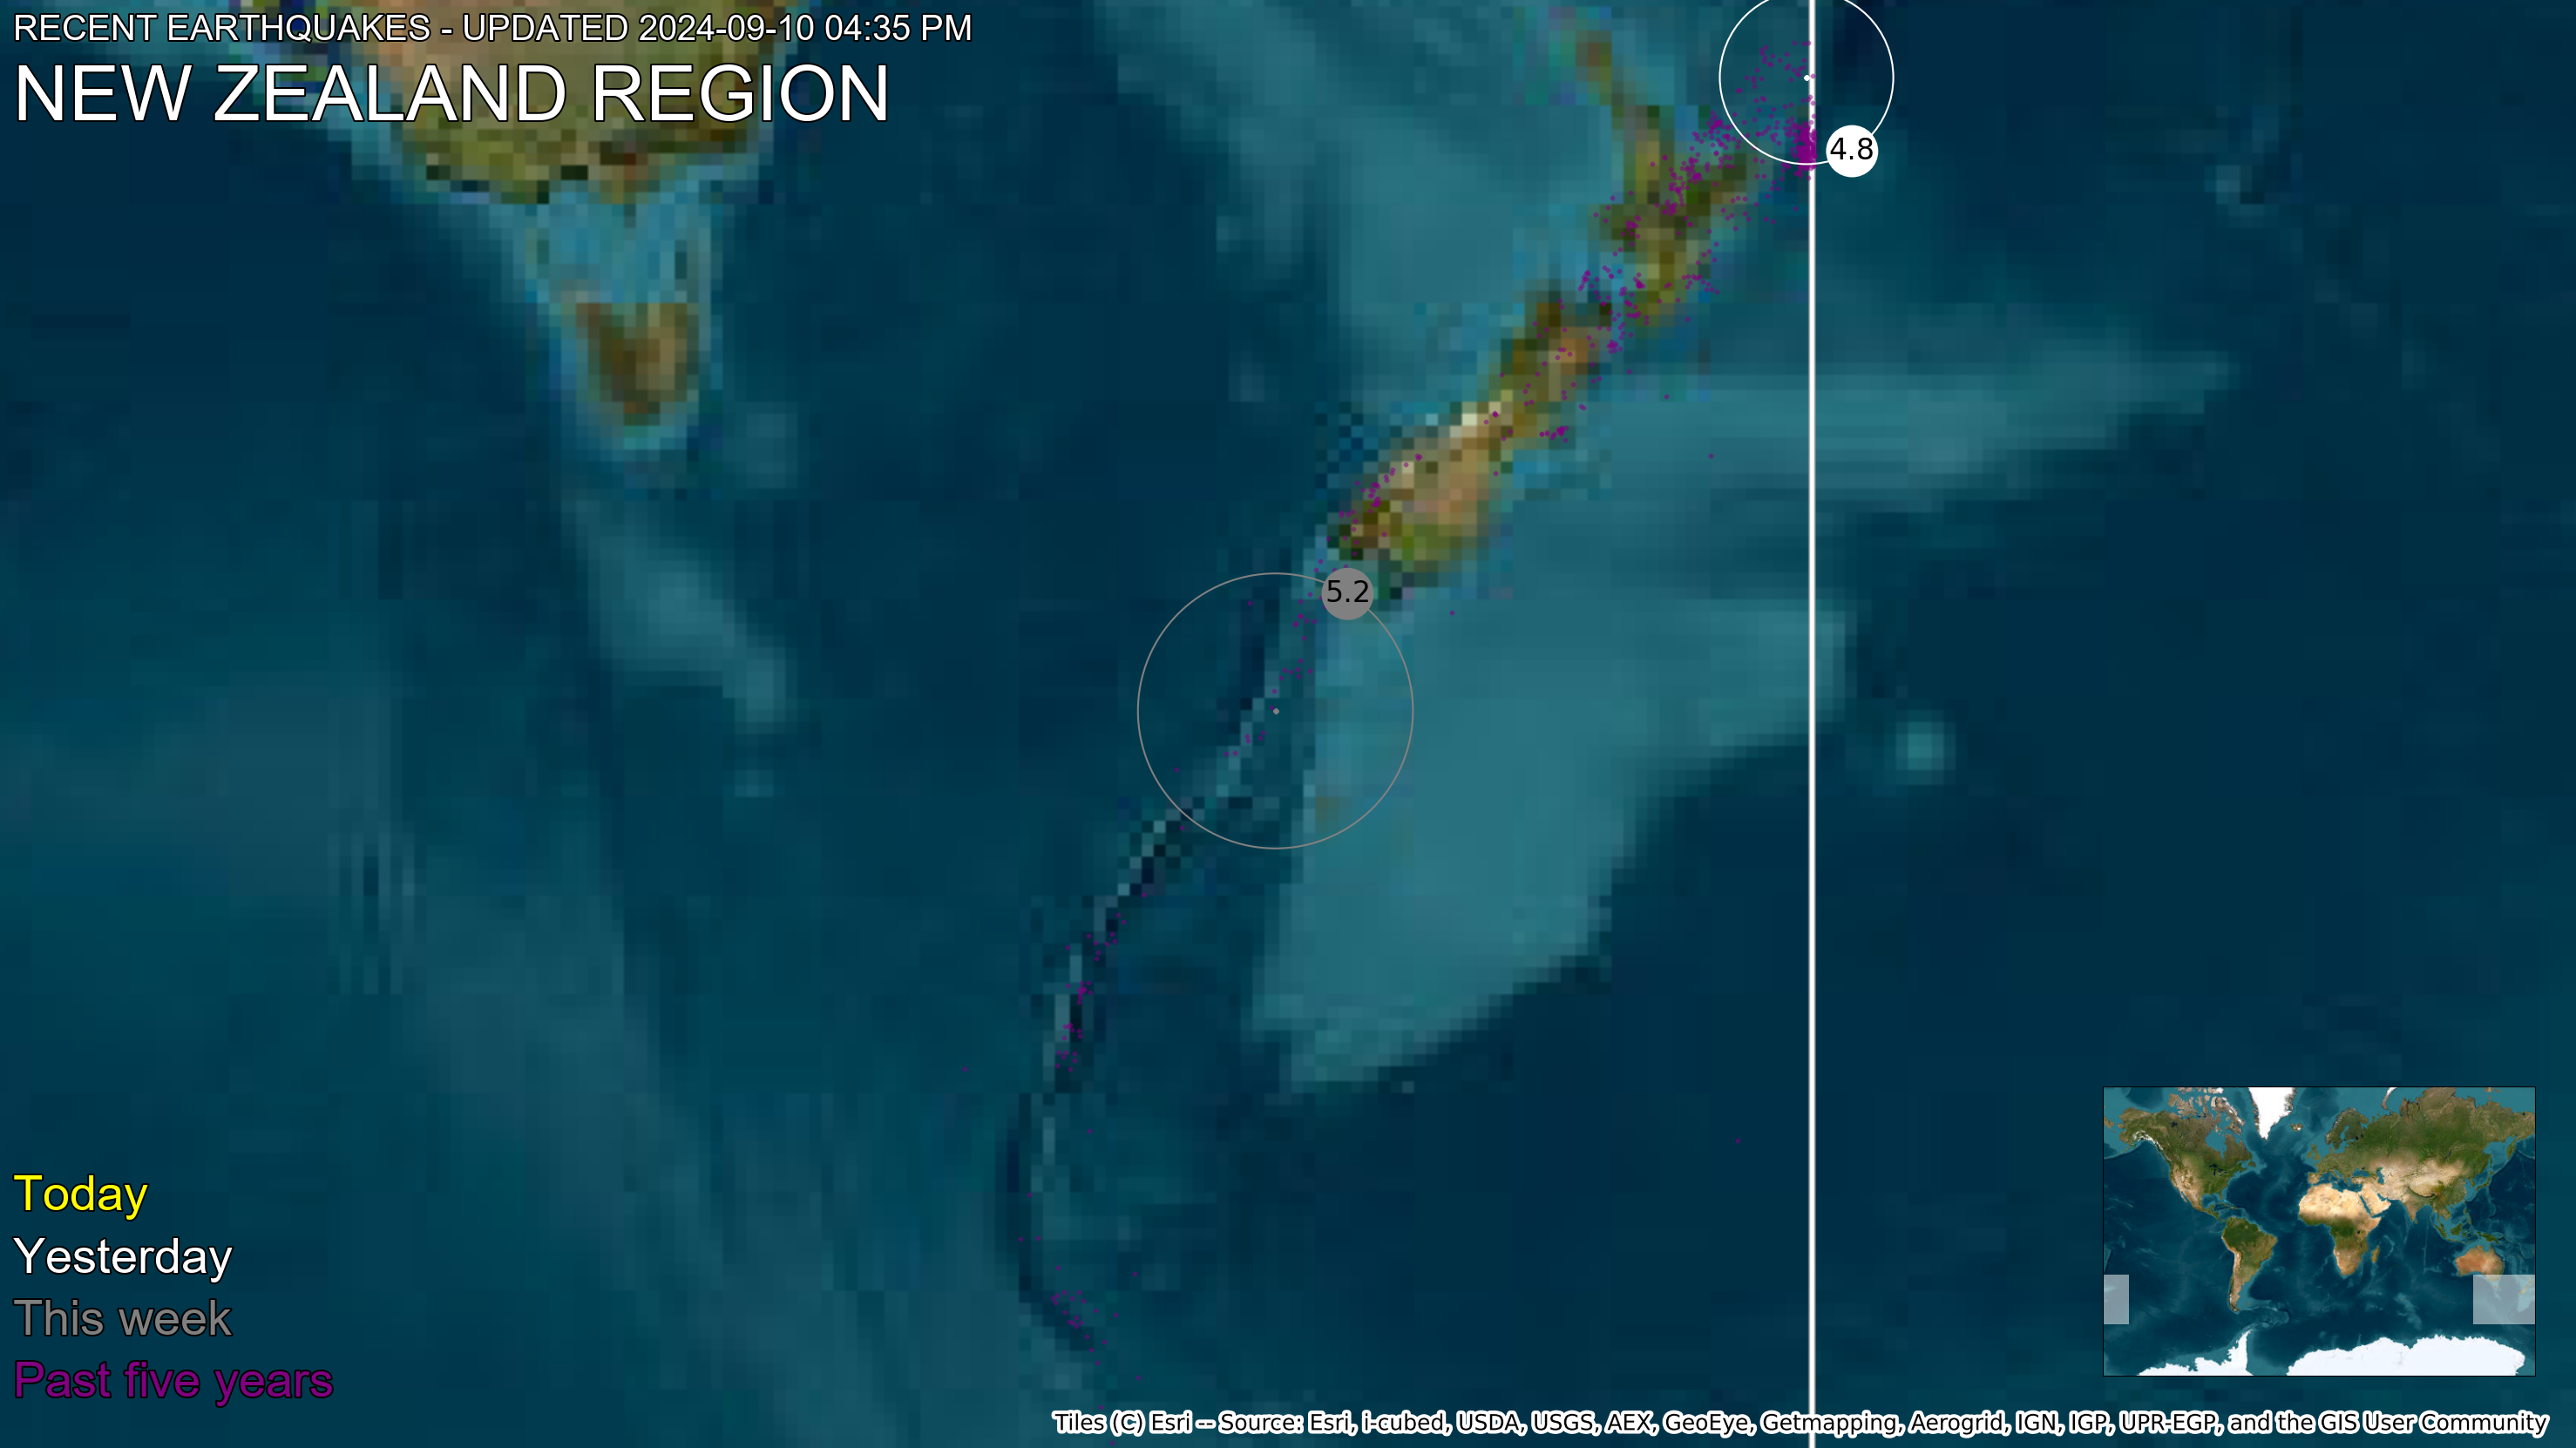 RECENT EARTHQUAKES - UPDATED 2024-09-10 04:35 PM
NEW ZEALAND REGION
4.8
5.2
Today
Yesterday
This week
Past five years
Tiles (C) Esri -- Source: Esri, i-cubed, USDA, USGS, AEX, GeoEye, Getmapping, Aerogrid, IGN, IGP, UPR-EGP, and the GIS User Community